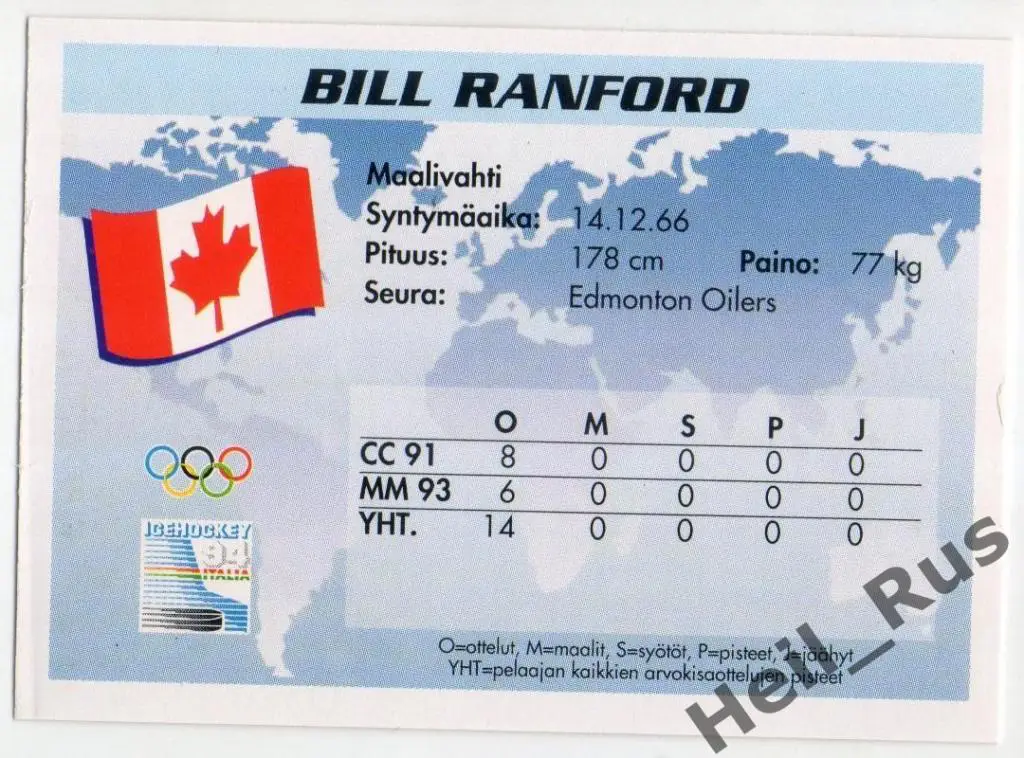 BILL RANFORD
Maalivahti
Syntymäaika: 14.12.66
Pituus: 178 cm Paino: 77 kg
Seura: Edmonton Oilers
O M S P J
CC 91 8 0 0 0 0
MM 93 6 0 0 0 0
YHT. 14 0 0 0 0
ICEHOCKEY
94
ITALIA
O=ottelut, M=maalit, S=syötöt, P=pisteet, J=jäähyt
YHT=pelaajan kaikkien arvokisaottelujen pisteet
Heil_Rus